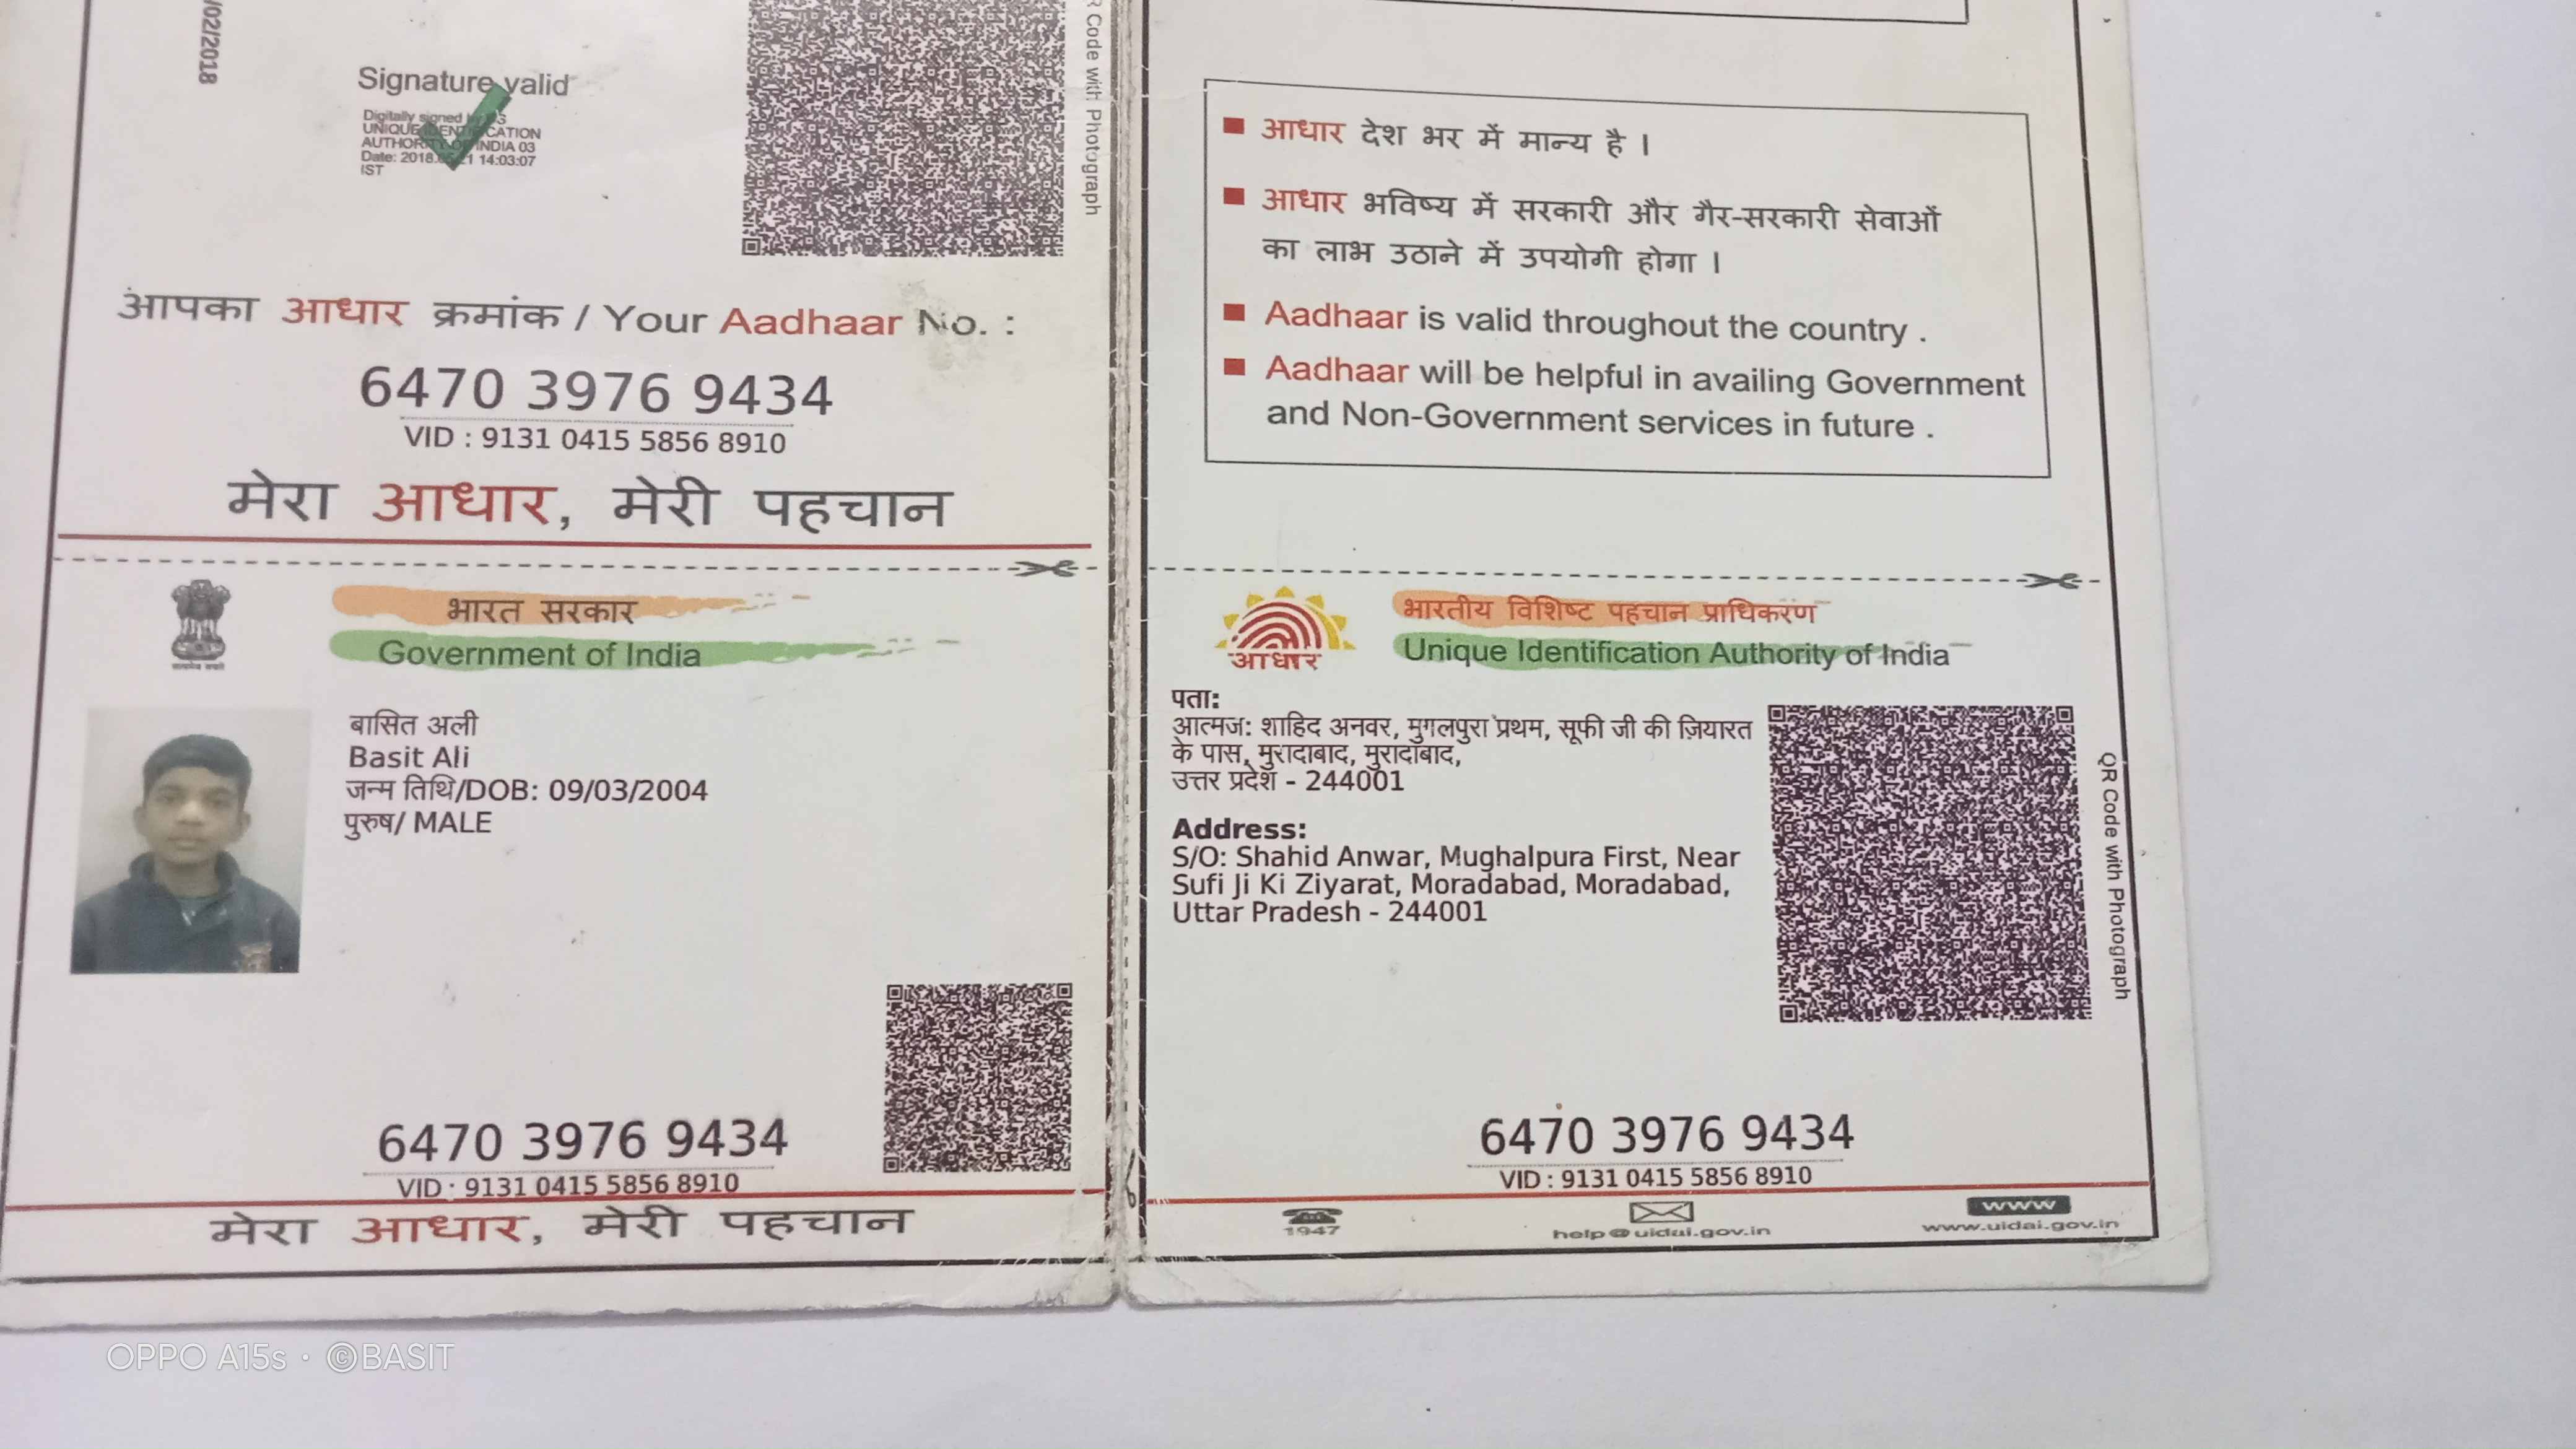 /02/2018
Signature valid
Digitally signed by DS
UNIQUE IDENTIFICATION
AUTHORITY OF INDIA 03
14:03:07
IST
Code with Photograph
आपका आधार क्रमांक / Your Aadhaar No. :
6470 3976 9434
VID : 9131 0415 5856 8910
मेरा आधार, मेरी पहचान
भारत सरकार
Government of India
बासित अली
Basit Ali
जन्म तिथि/DOB: 09/03/2004
पुरुष/ MALE
6470 3976 9434
VID : 9131 0415 5856 8910
मेरा आधार, मेरी पहचान
आधार देश भर में मान्य है ।
आधार भविष्य में सरकारी और गैर-सरकारी सेवाओं
का लाभ उठाने में उपयोगी होगा ।
Aadhaar is valid throughout the country .
Aadhaar will be helpful in availing Government
and Non-Government services in future .
आधार
भारतीय विशिष्ट पहचान प्राधिकरण
Unique Identification Authority of India
पता:
आत्मज: शाहिद अनवर, मुगलपुरा प्रथम, सूफी जी की ज़ियारत
के पास, मुरादाबाद, मुरादाबाद,
उत्तर प्रदेश - 244001
Address:
S/O: Shahid Anwar, Mughalpura First, Near
Sufi Ji Ki Ziyarat, Moradabad, Moradabad,
Uttar Pradesh - 244001
QR Code with Photograph
6470 3976 9434
VID : 9131 0415 5856 8910
1947
help@uidai.gov.in
www
www.uidai.gov.in
OPPO A15s · ©BASIT